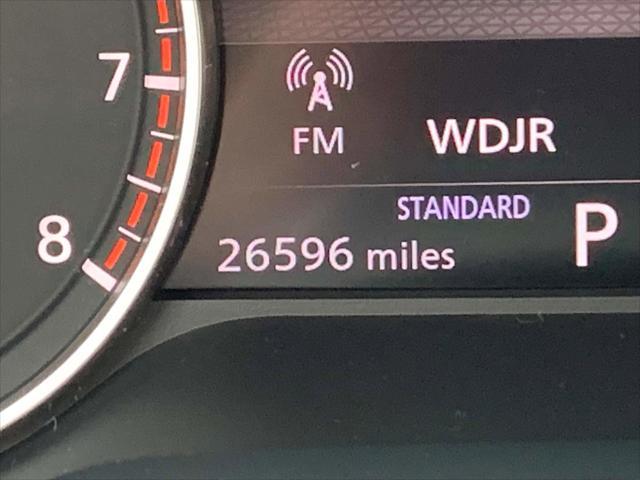 7
FM
WDJR
STANDARD
8
26596 miles
P